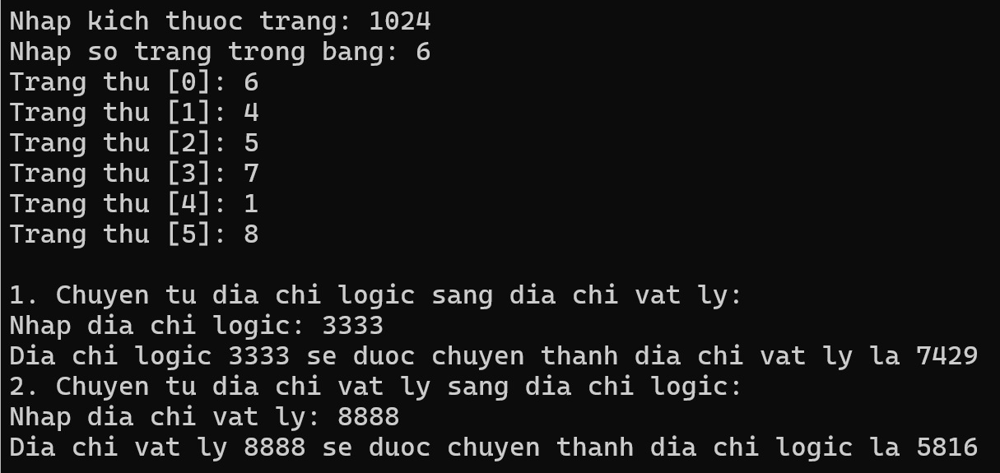 Nhap kich thuoc trang: 1024
Nhap so trang trong bang: 6
Trang thu [0]: 6
Trang thu [1]: 4
Trang thu [2]: 5
Trang thu [3]: 7
Trang thu [4]: 1
Trang thu [5]: 8

1. Chuyen tu dia chi logic sang dia chi vat ly:
Nhap dia chi logic: 3333
Dia chi logic 3333 se duoc chuyen thanh dia chi vat ly la 7429
2. Chuyen tu dia chi vat ly sang dia chi logic:
Nhap dia chi vat ly: 8888
Dia chi vat ly 8888 se duoc chuyen thanh dia chi logic la 5816